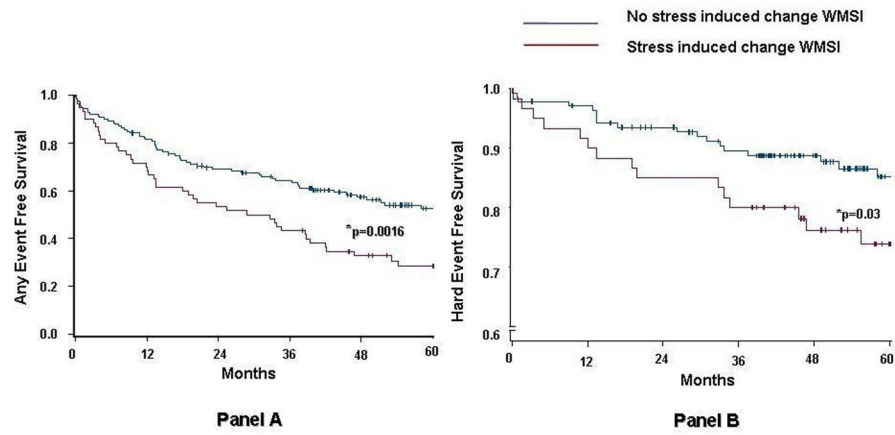 No stress induced change WMSI
Stress induced change WMSI
Any Event Free Survival
1.0
0.8
0.6
0.4
0.2
0.0
*p=0.0016
0 12 24 36 48 60
Months
Panel A
Hard Event Free Survival
1.0
0.9
0.8
0.7
0.6
*p=0.03
0 12 24 36 48 60
Months
Panel B